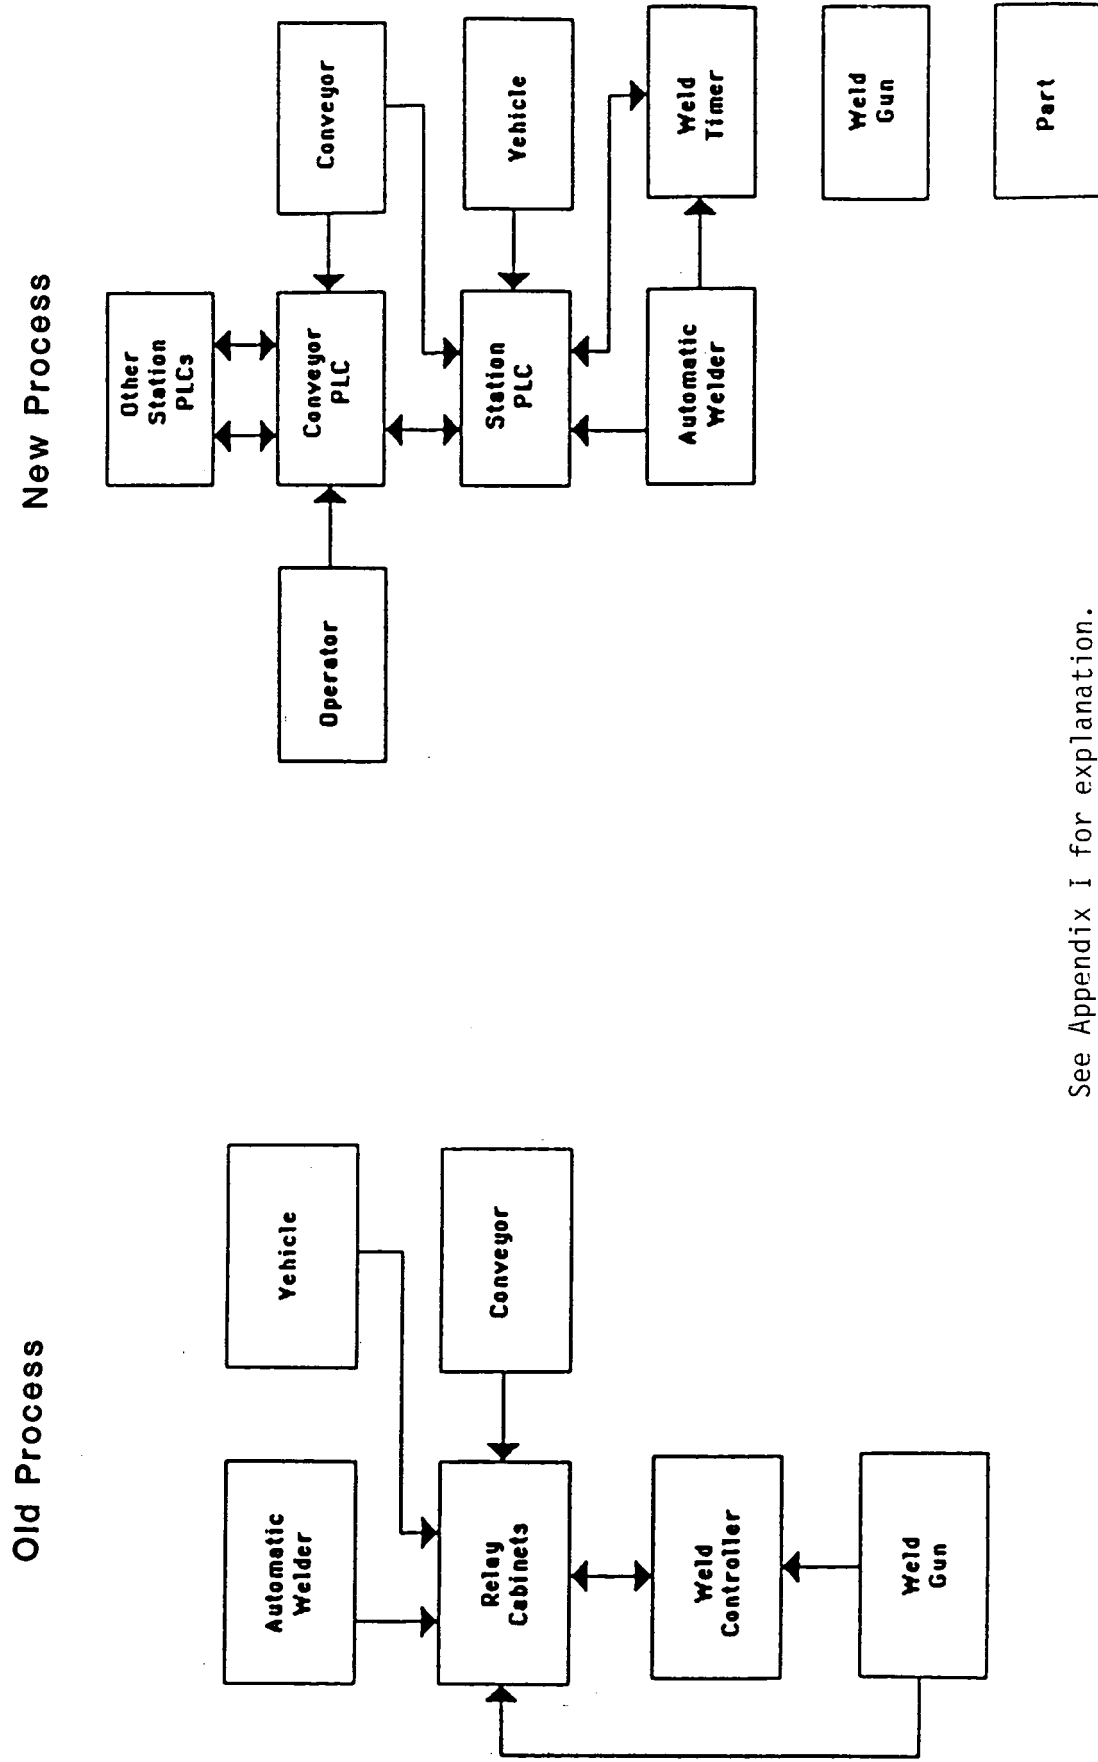 Old Process
Automatic
Welder
Vehicle
Relay
Cabinets
Conveyor
Weld
Controller
Weld
Gun
New Process
Other
Station
PLCs
Operator
Conveyor
PLC
Conveyor
Station
PLC
Vehicle
Automatic
Welder
Weld
Timer
Weld
Gun
Part
See Appendix I for explanation.